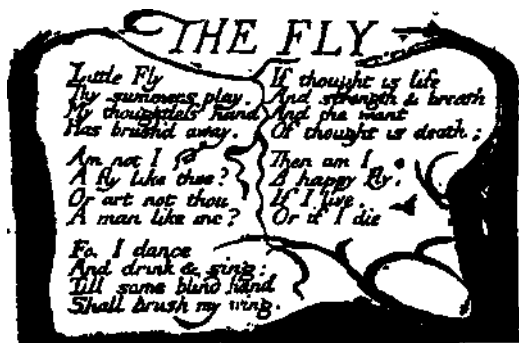 THE FLY
Little Fly
Thy summers play.
My thoughtless hand
Has brush'd away.
Am not I
A fly like thee?
Or art not thou
A man like me?
For I dance
And drink & sing:
Till some blind hand
Shall brush my wing.
If thought is life
And strength & breath
And the want
Of thought is death;
Then am I
A happy fly.
If I live.
Or if I die